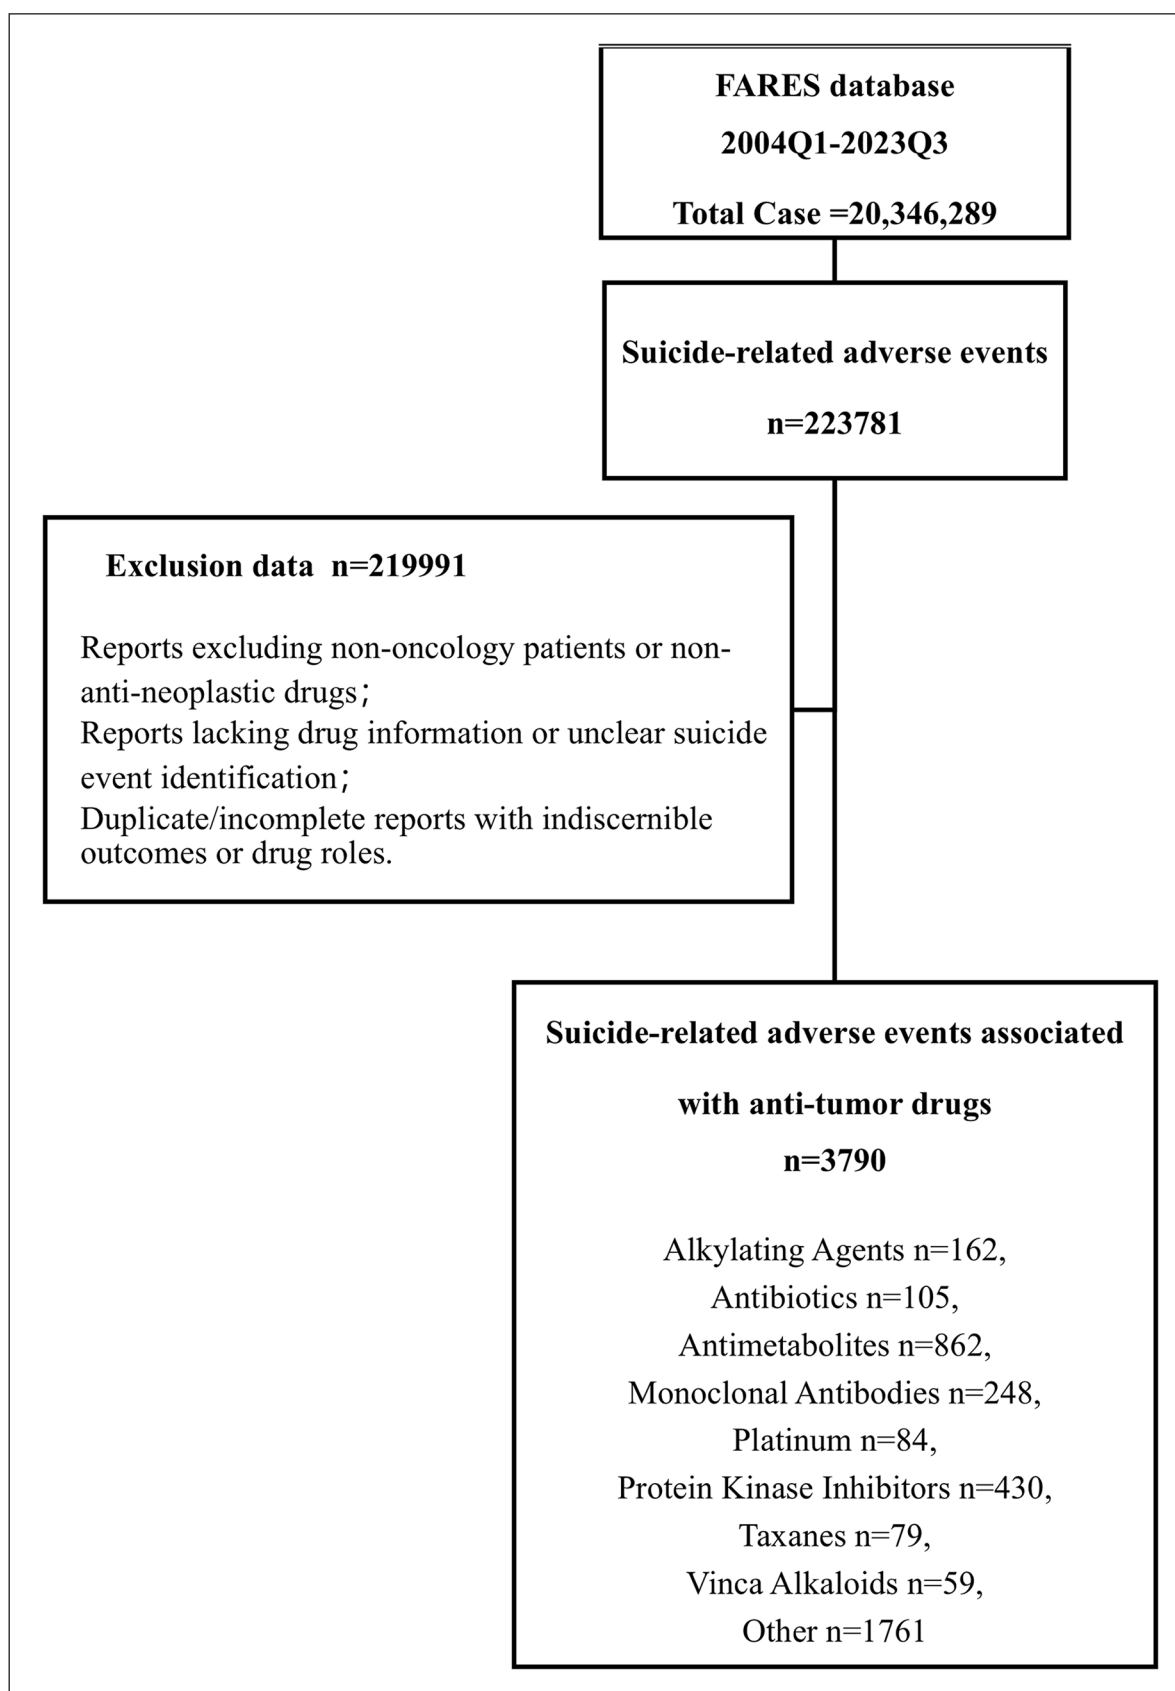 FARES database
2004Q1-2023Q3
Total Case =20,346,289
Suicide-related adverse events
n=223781
Exclusion data  n=219991
Reports excluding non-oncology patients or non-
anti-neoplastic drugs;
Reports lacking drug information or unclear suicide
event identification;
Duplicate/incomplete reports with indiscernible
outcomes or drug roles.
Suicide-related adverse events associated
with anti-tumor drugs
n=3790
Alkylating Agents n=162,
Antibiotics n=105,
Antimetabolites n=862,
Monoclonal Antibodies n=248,
Platinum n=84,
Protein Kinase Inhibitors n=430,
Taxanes n=79,
Vinca Alkaloids n=59,
Other n=1761